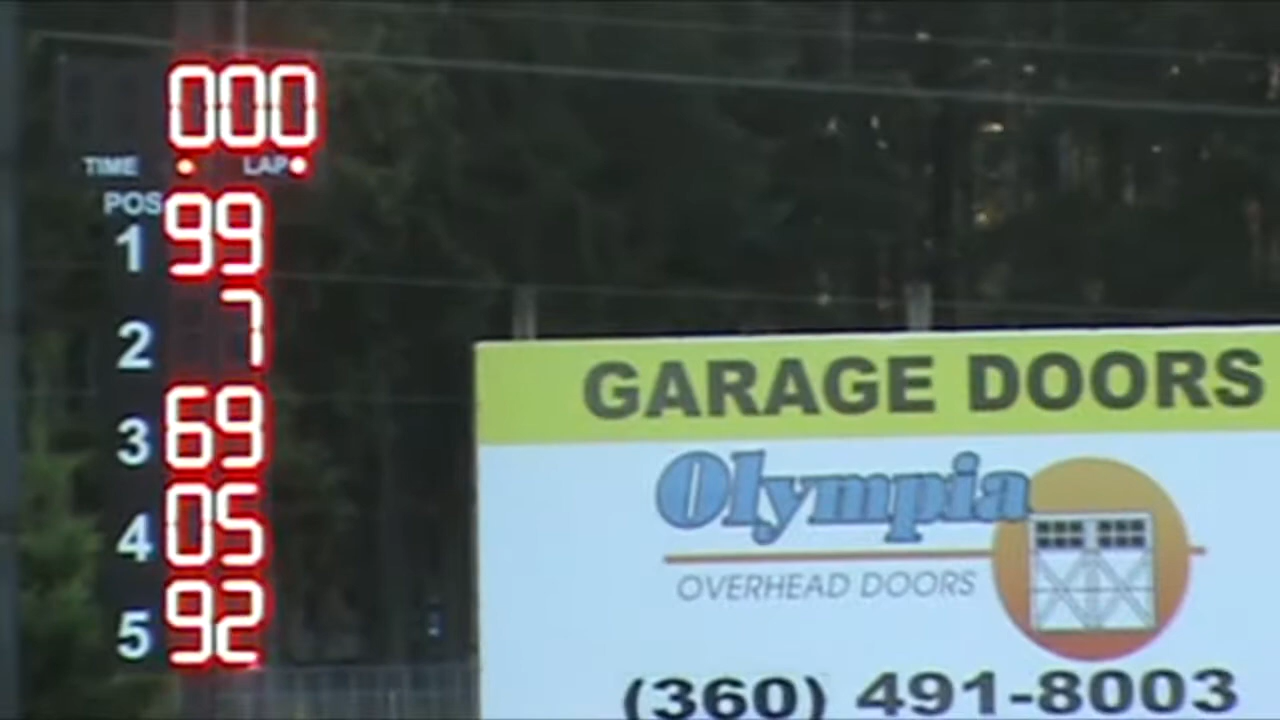 000
TIME LAP
POS
1 99
2 7
3 69
4 05
5 92
GARAGE DOORS
Olympia
OVERHEAD DOORS
(360) 491-8003